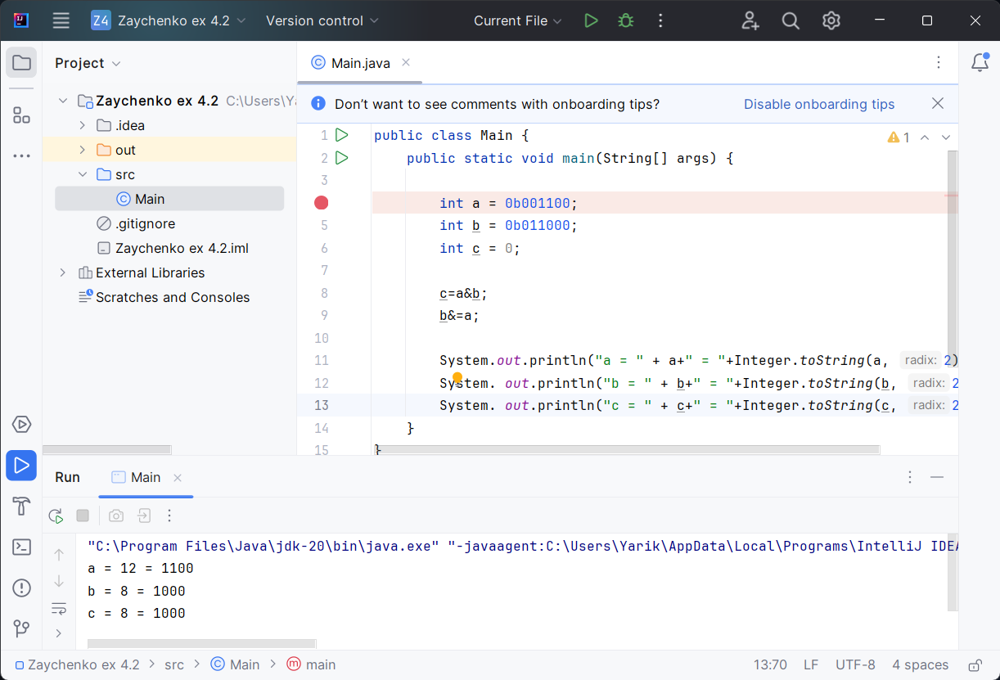 Z4 Zaychenko ex 4.2 Version control Current File
Project
Main.java
Zaychenko ex 4.2 C:\Users\Ya
.idea
out
src
Main
.gitignore
Zaychenko ex 4.2.iml
External Libraries
Scratches and Consoles
Don't want to see comments with onboarding tips? Disable onboarding tips
1 public class Main {
1
2 public static void main(String[] args) {
3
int a = 0b001100;
5 int b = 0b011000;
6 int c = 0;
7
8 c=a&b;
9 b&=a;
10
11 System.out.println("a = " + a+" = "+Integer.toString(a, radix: 2)
12 System. out.println("b = " + b+" = "+Integer.toString(b, radix: 2
13 System. out.println("c = " + c+" = "+Integer.toString(c, radix: 2
14 }
15 }
Run Main
"C:\Program Files\Java\jdk-20\bin\java.exe" "-javaagent:C:\Users\Yarik\AppData\Local\Programs\IntelliJ IDEA
a = 12 = 1100
b = 8 = 1000
c = 8 = 1000
Zaychenko ex 4.2 > src > Main > main 13:70 LF UTF-8 4 spaces